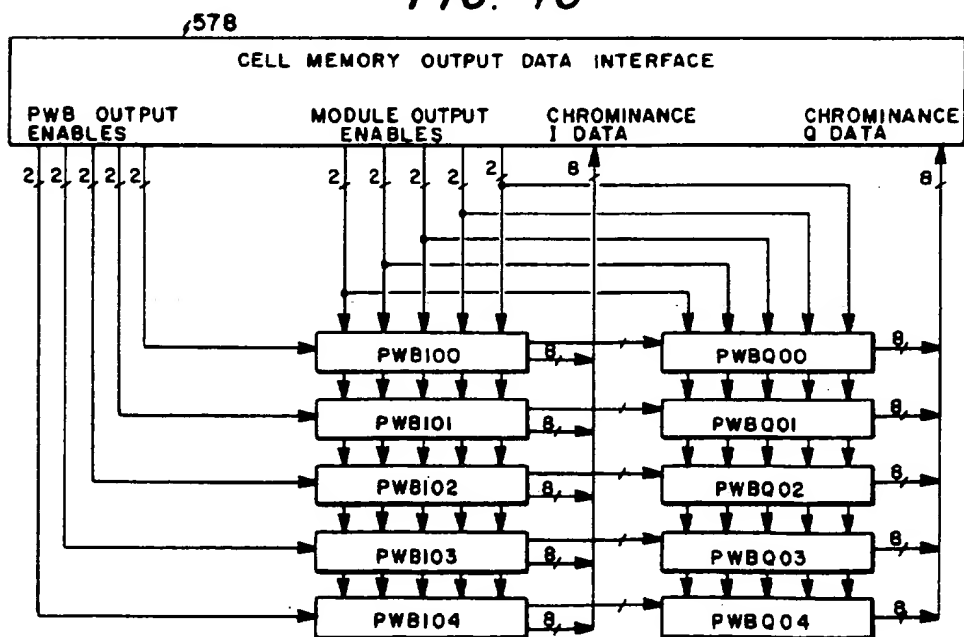 FIG.
578
CELL MEMORY OUTPUT DATA INTERFACE
PWB OUTPUT ENABLES
MODULE OUTPUT ENABLES
CHROMINANCE I DATA
CHROMINANCE Q DATA
2 2 2 2 2
2 2 2 2 2
8
8
PWBI00
8
PWBQ00
8
PWBI01
8
PWBQ01
8
PWBI02
8
PWBQ02
8
PWBI03
8
PWBQ03
8
PWBI04
8
PWBQ04
8